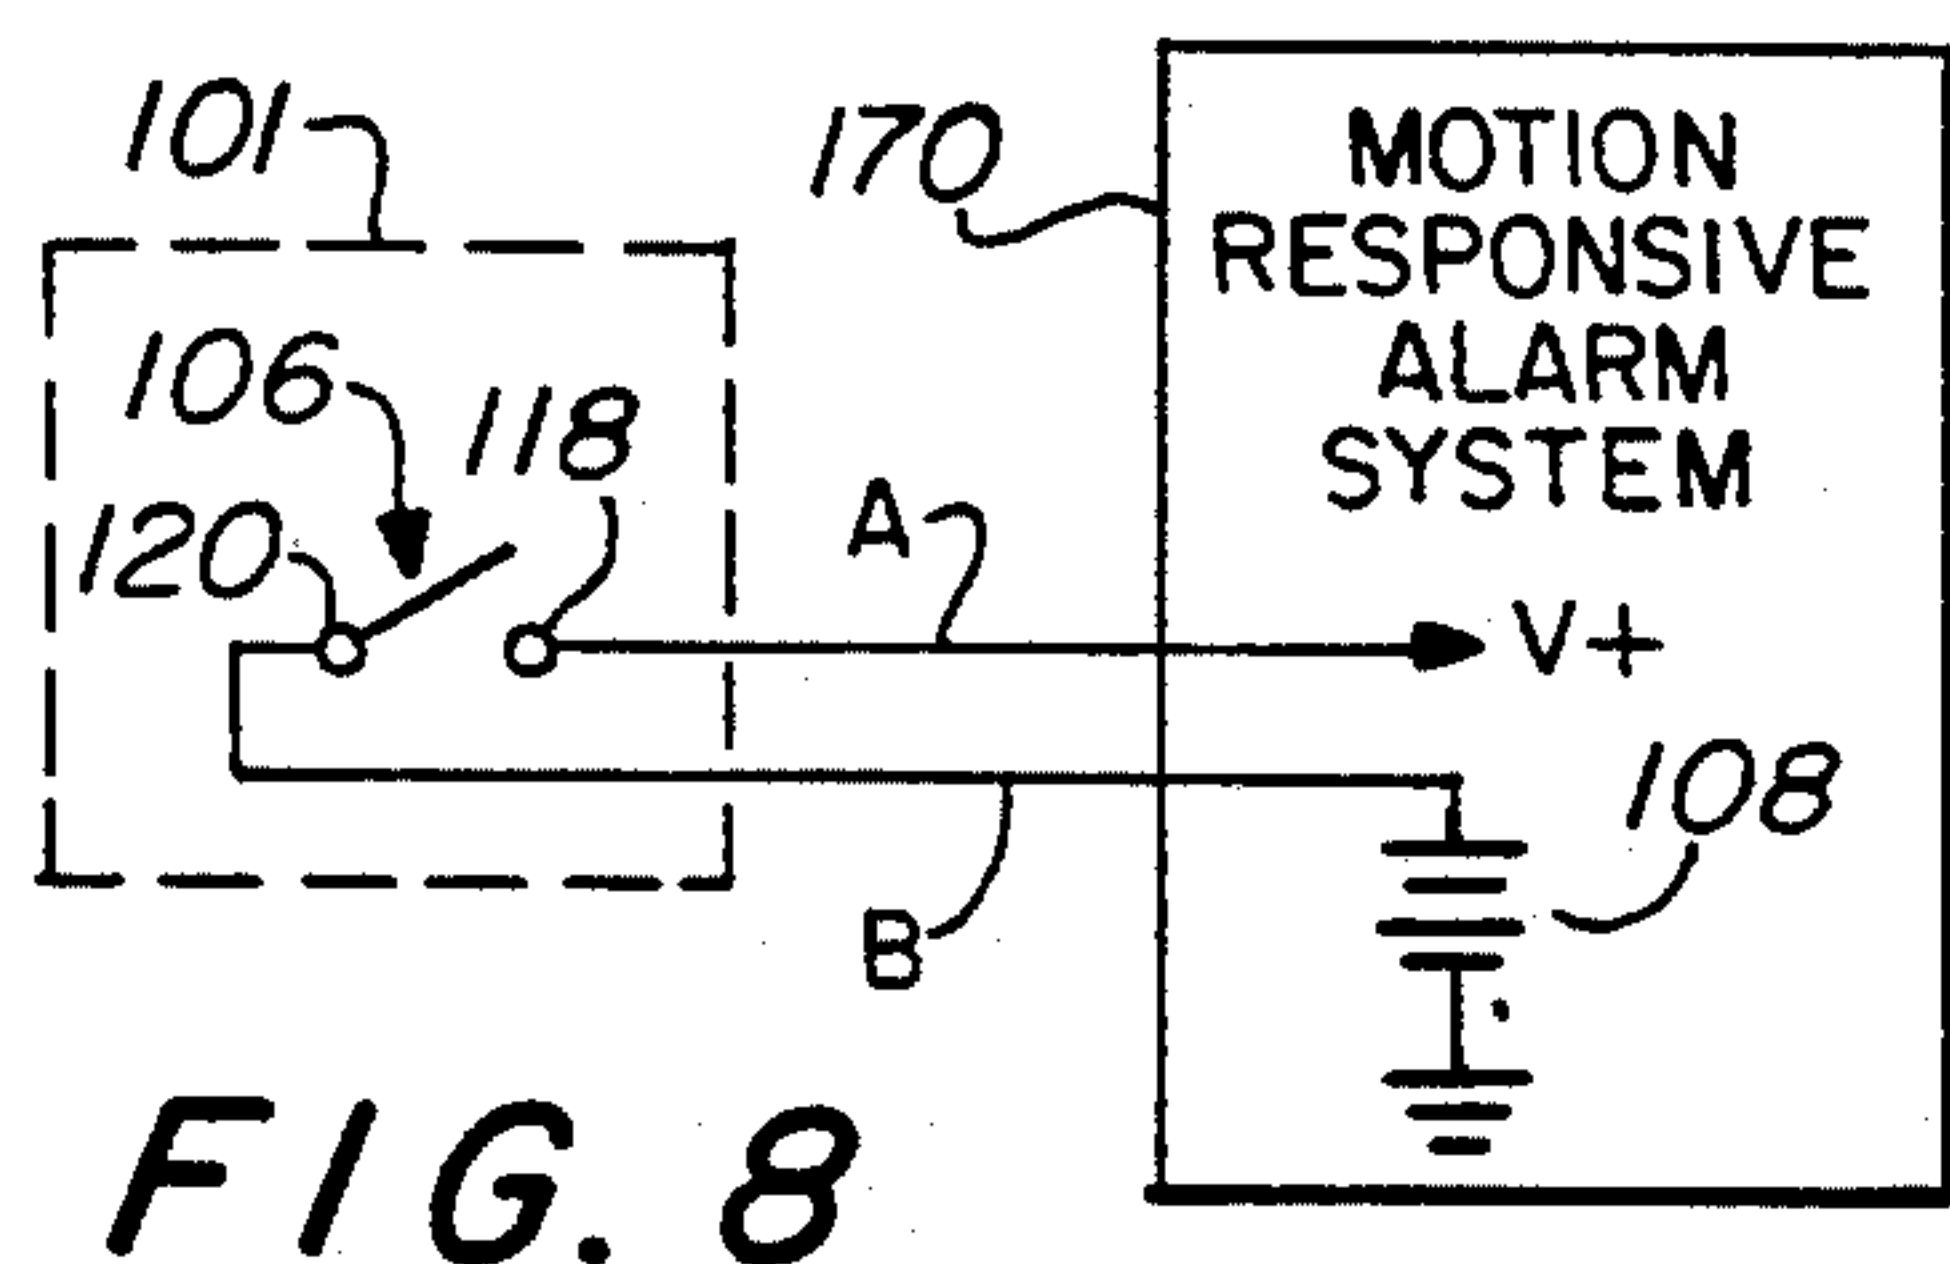 101
170
MOTION
RESPONSIVE
ALARM
SYSTEM
106
118
120
A
V+
108
B
FIG. 8